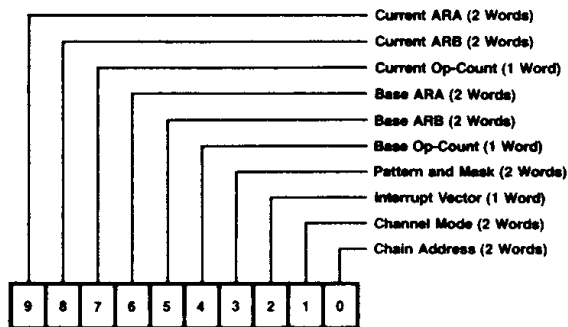 Current ARA (2 Words)
Current ARB (2 Words)
Current Op-Count (1 Word)
Base ARA (2 Words)
Base ARB (2 Words)
Base Op-Count (1 Word)
Pattern and Mask (2 Words)
Interrupt Vector (1 Word)
Channel Mode (2 Words)
Chain Address (2 Words)
9 8 7 6 5 4 3 2 1 0